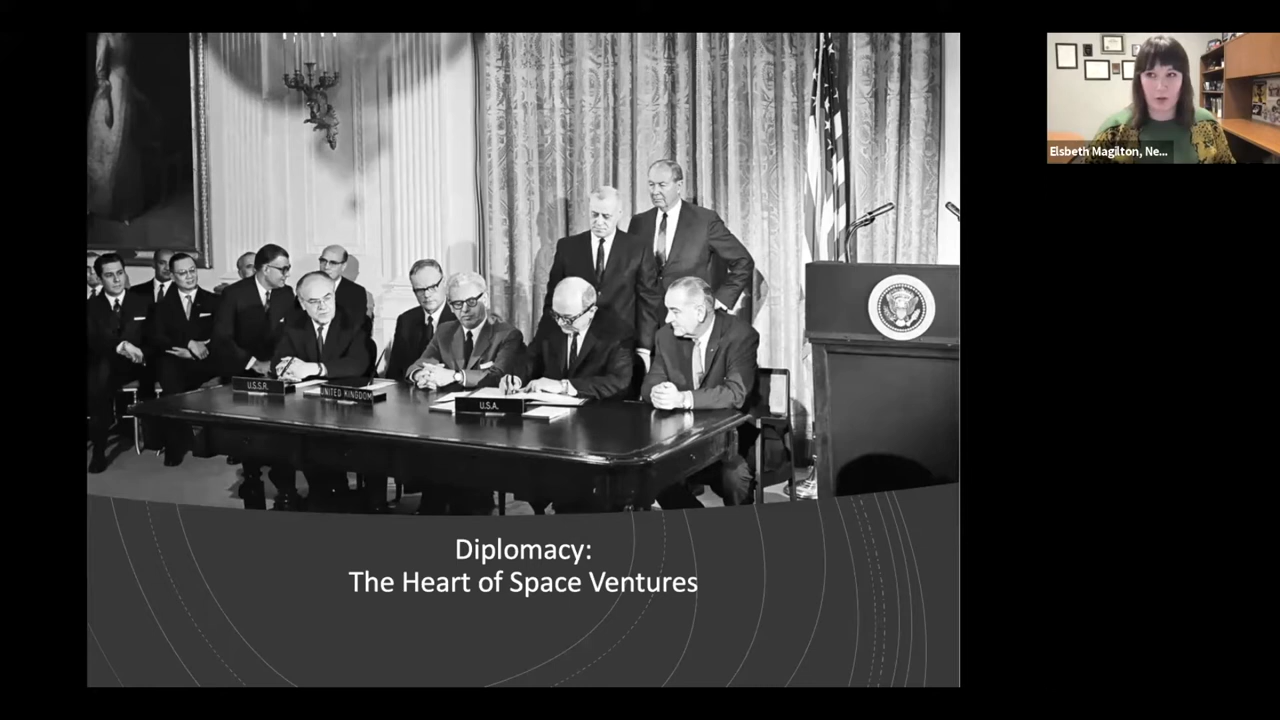 U.S.S.R.
UNITED KINGDOM
U.S.A.
Diplomacy:
The Heart of Space Ventures
Elsbeth Magilton, Ne...